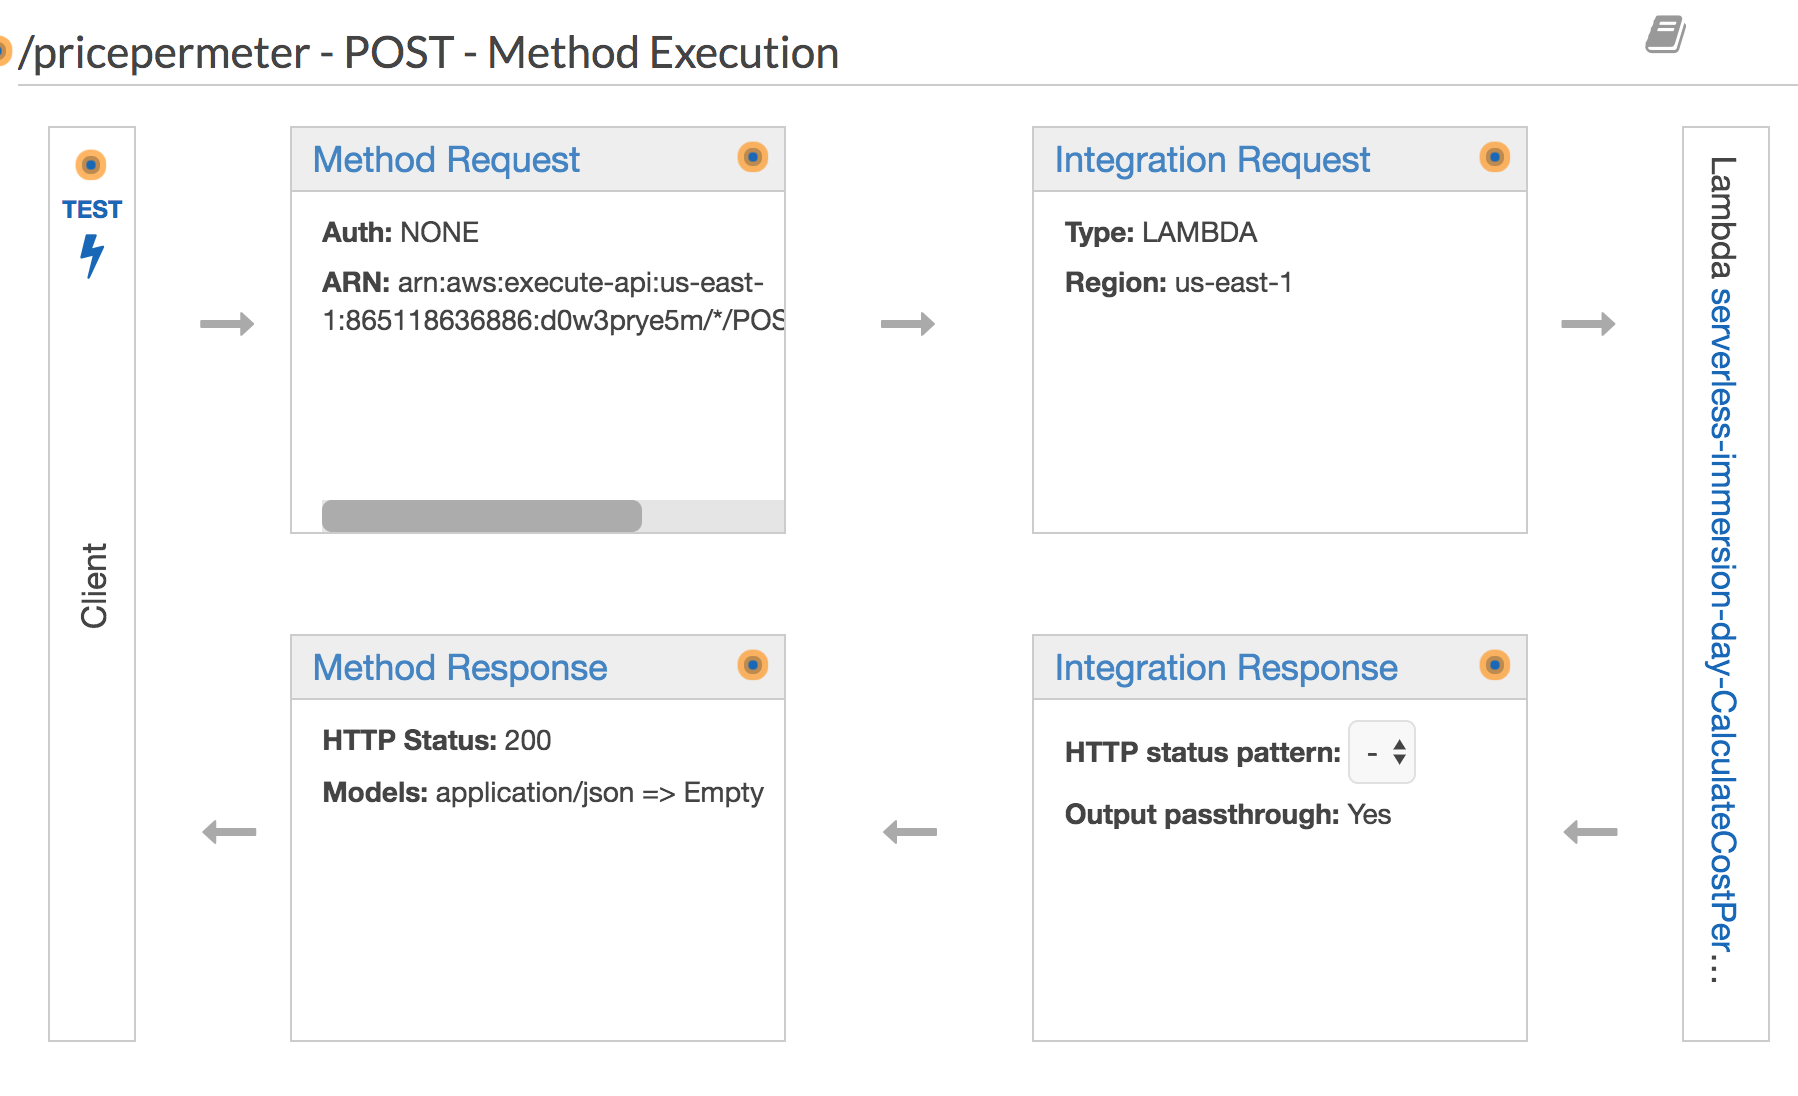 /pricepermeter - POST - Method Execution
TEST
Client
Method Request
Auth: NONE
ARN: arn:aws:execute-api:us-east-
1:865118636886:d0w3prye5m/*/POS
Integration Request
Type: LAMBDA
Region: us-east-1
Lambda serverless-immersion-day-CalculateCostPer...
Method Response
HTTP Status: 200
Models: application/json => Empty
Integration Response
HTTP status pattern: -
Output passthrough: Yes